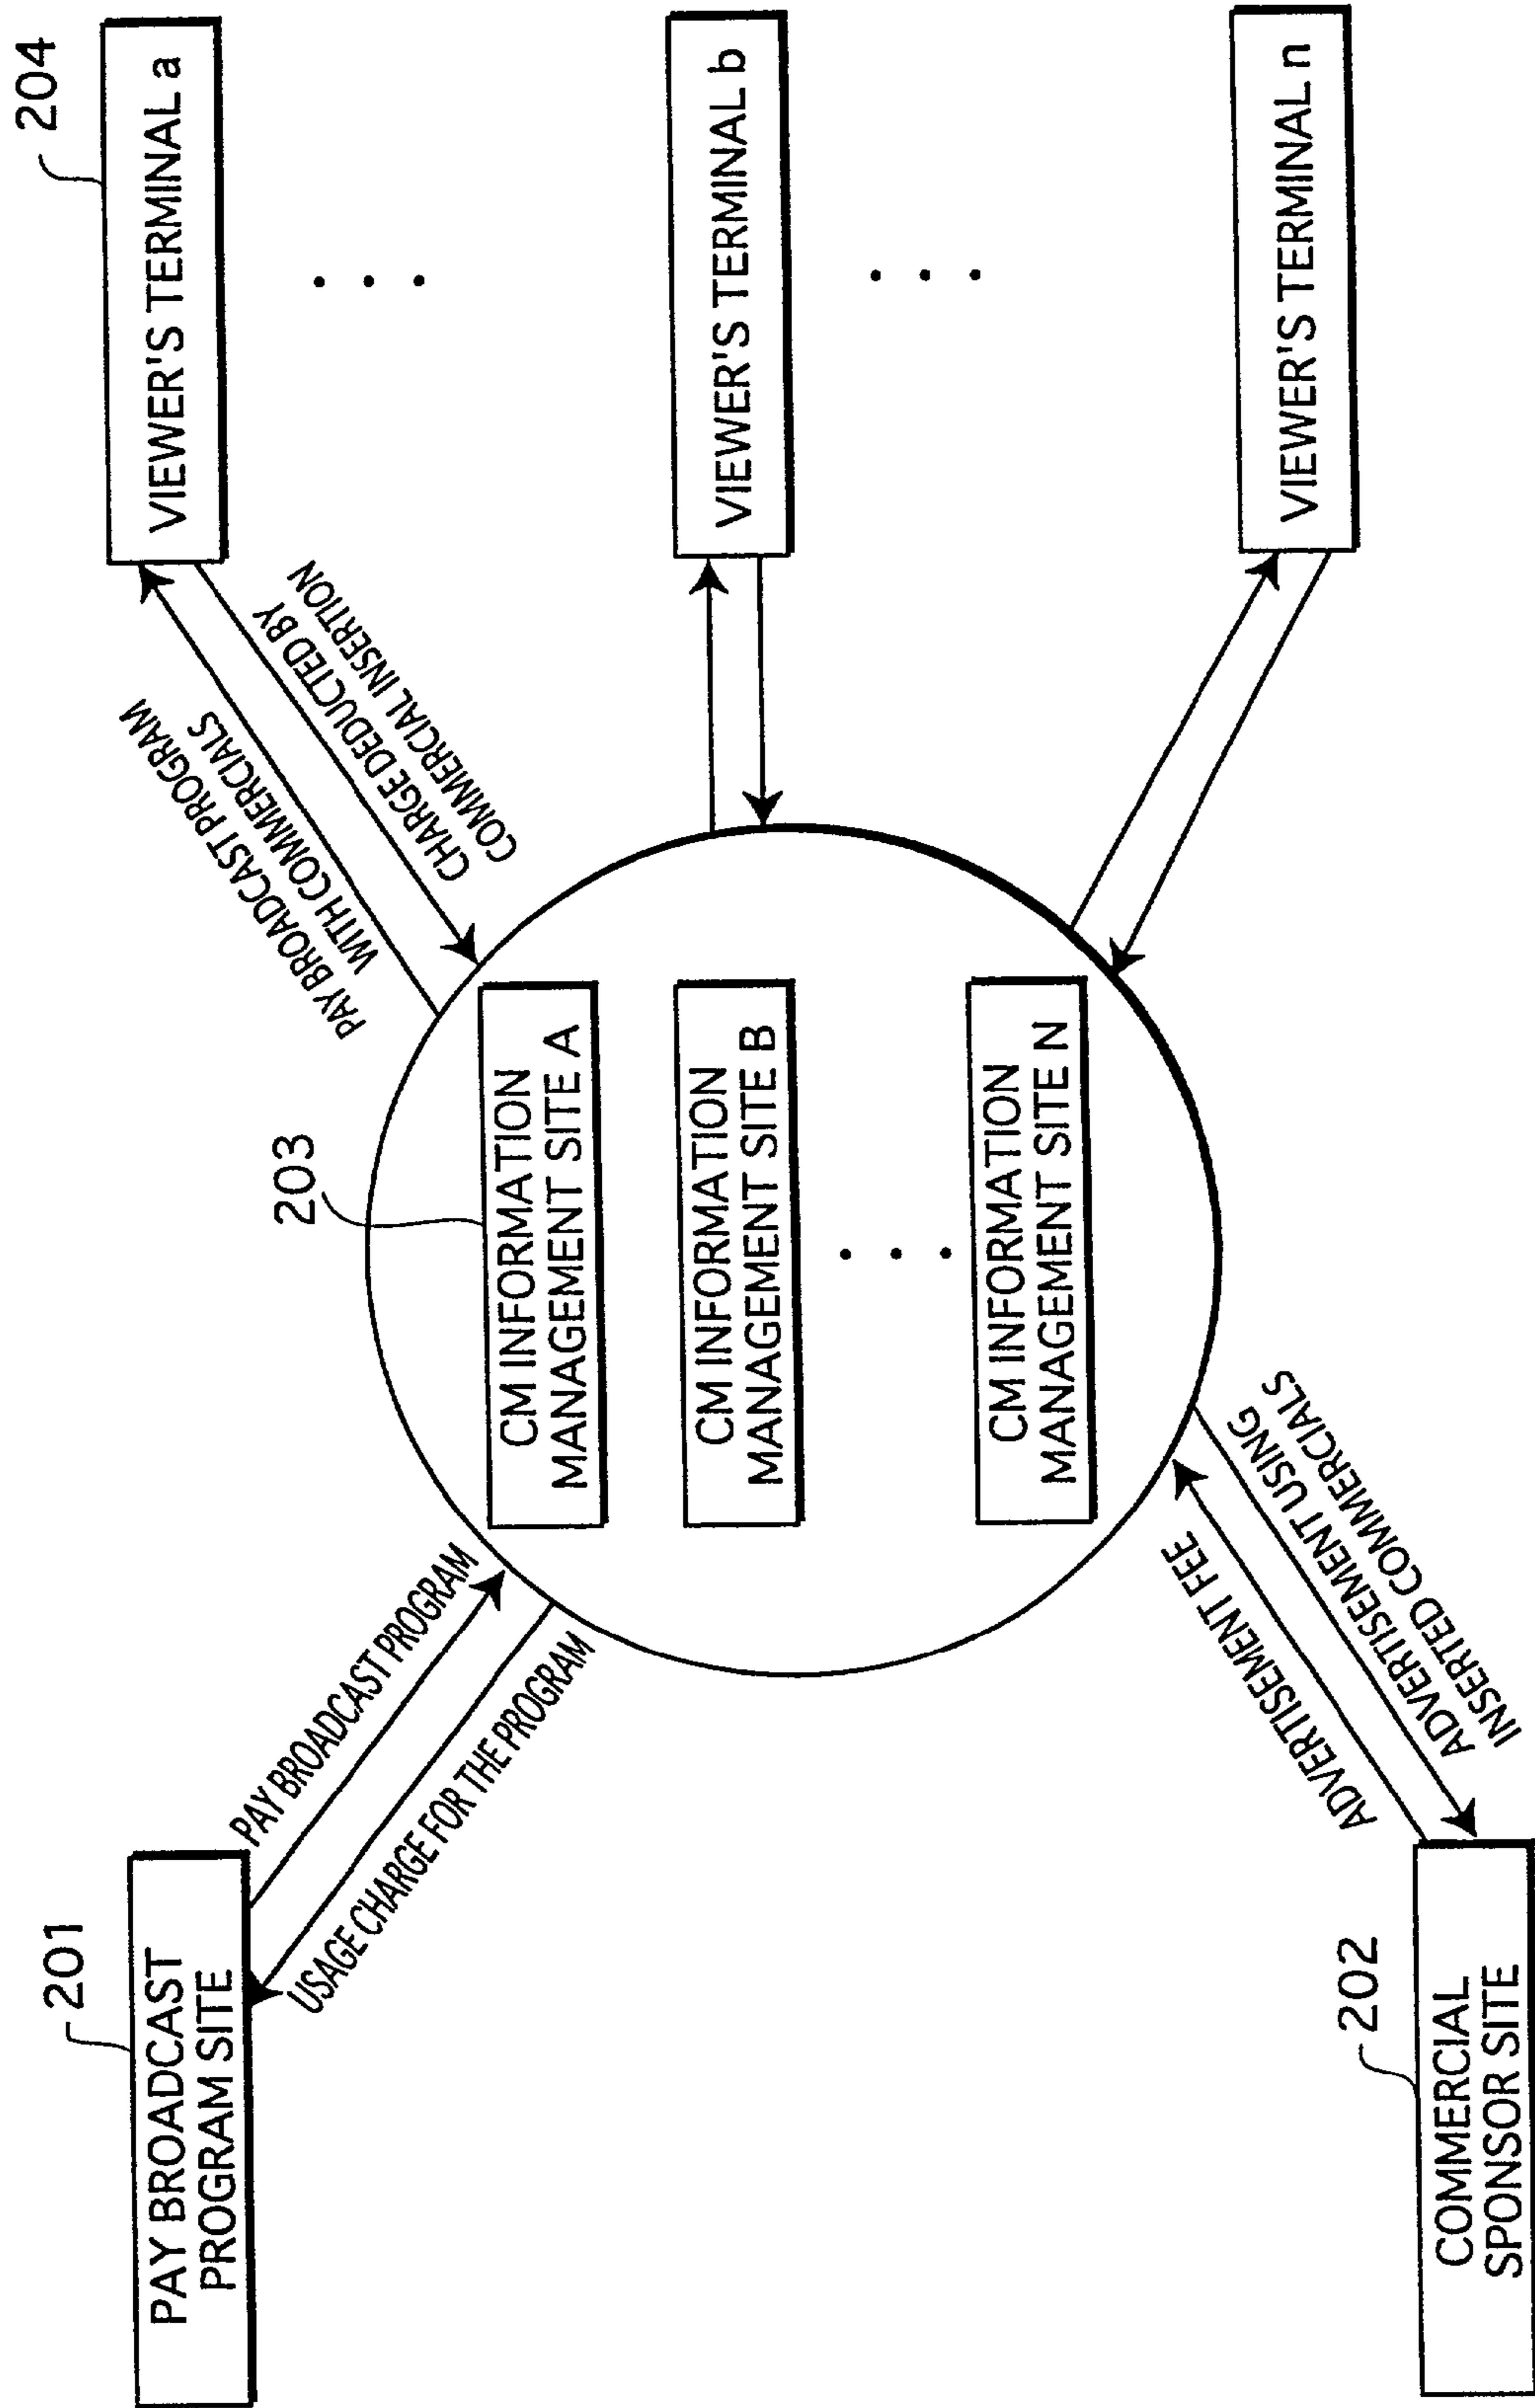 201
PAY BROADCAST
PROGRAM SITE
PAY BROADCAST PROGRAM
USAGE CHARGE FOR THE PROGRAM
202
COMMERCIAL
SPONSOR SITE
ADVERTISEMENT FEE
ADVERTISEMENT USING
INSERTED COMMERCIALS
203
CM INFORMATION
MANAGEMENT SITE A
CM INFORMATION
MANAGEMENT SITE B
CM INFORMATION
MANAGEMENT SITE N
PAY BROADCAST PROGRAM
WITH COMMERCIALS
CHARGE DEDUCTED BY
COMMERCIAL INSERTION
204
VIEWER'S TERMINAL a
VIEWER'S TERMINAL b
VIEWER'S TERMINAL n